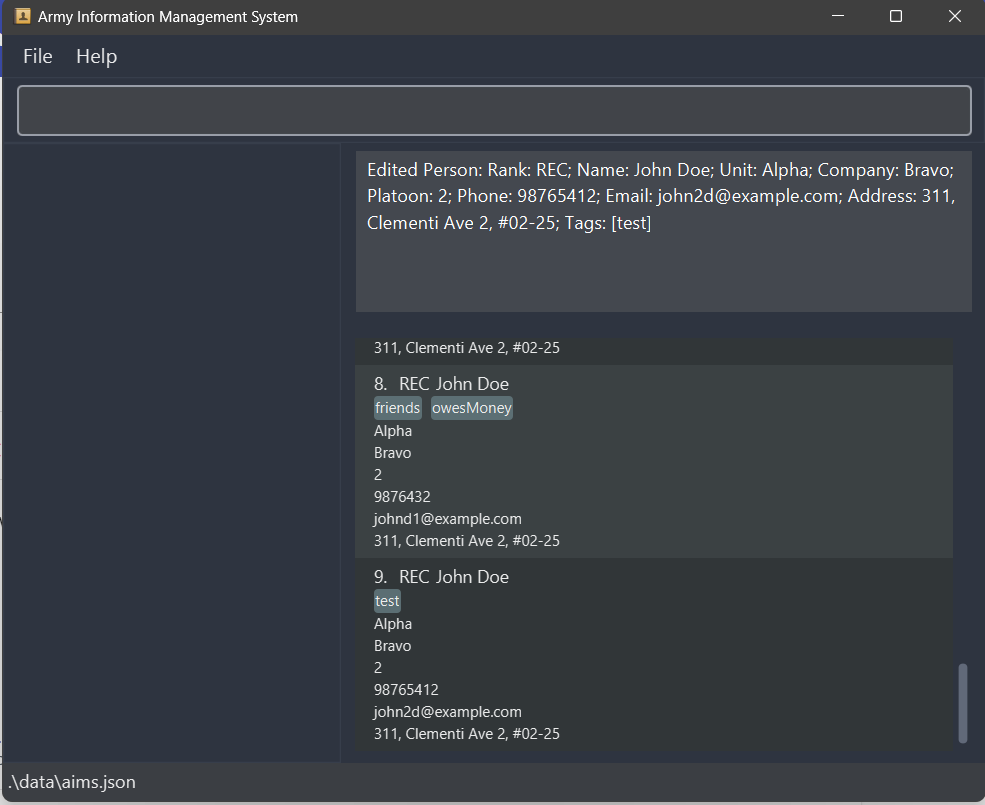 Army Information Management System
File Help
Edited Person: Rank: REC; Name: John Doe; Unit: Alpha; Company: Bravo;
Platoon: 2; Phone: 98765412; Email: john2d@example.com; Address: 311,
Clementi Ave 2, #02-25; Tags: [test]
311, Clementi Ave 2, #02-25
8. REC John Doe
friends owesMoney
Alpha
Bravo
2
9876432
johnd1@example.com
311, Clementi Ave 2, #02-25
9. REC John Doe
test
Alpha
Bravo
2
98765412
john2d@example.com
311, Clementi Ave 2, #02-25
.\data\aims.json